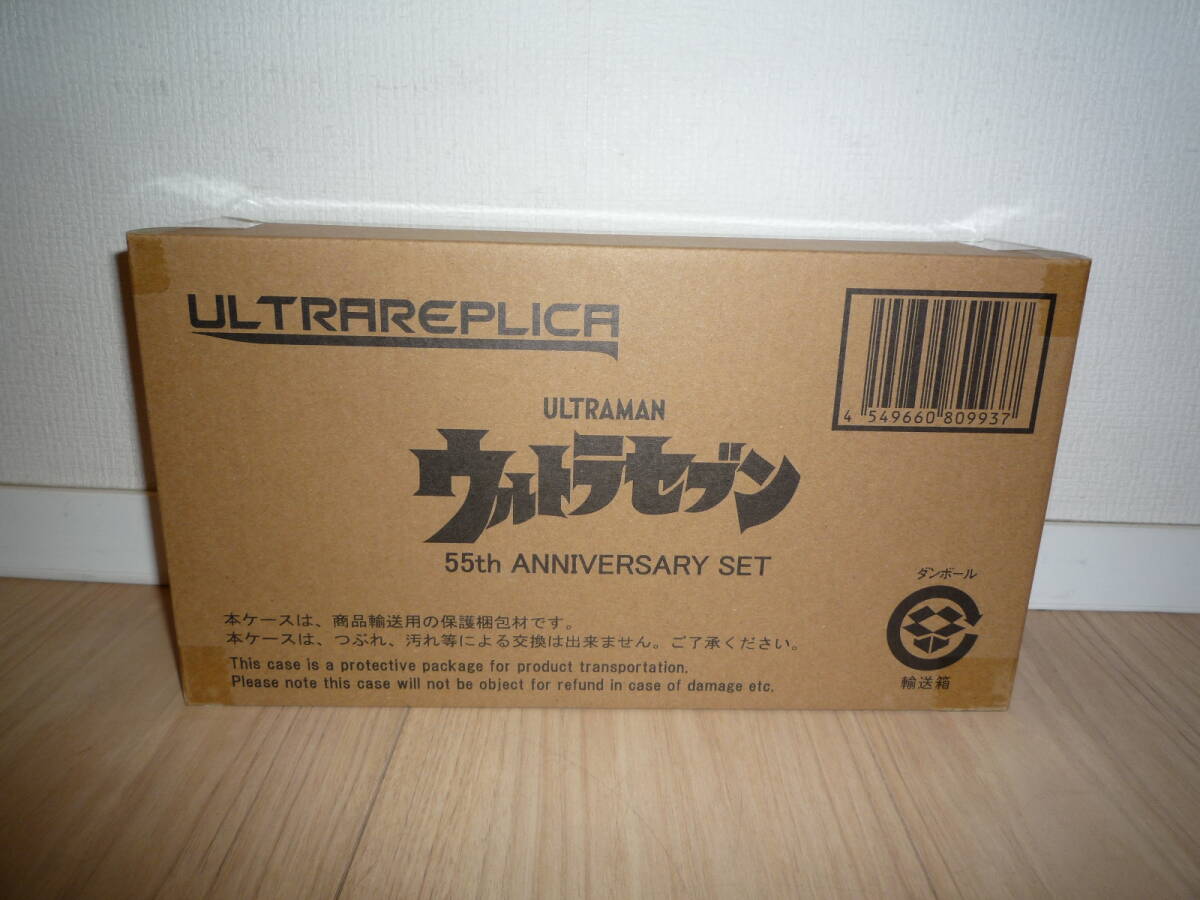 ULTRAREPLICA
4 549660 809937
ULTRAMAN
ウルトラセブン
55th ANNIVERSARY SET
ダンボール
輸送箱
本ケースは、商品輸送用の保護梱包材です。
本ケースは、つぶれ、汚れ等による交換は出来ません。ご了承ください。
This case is a protective package for product transportation.
Please note this case will not be object for refund in case of damage etc.